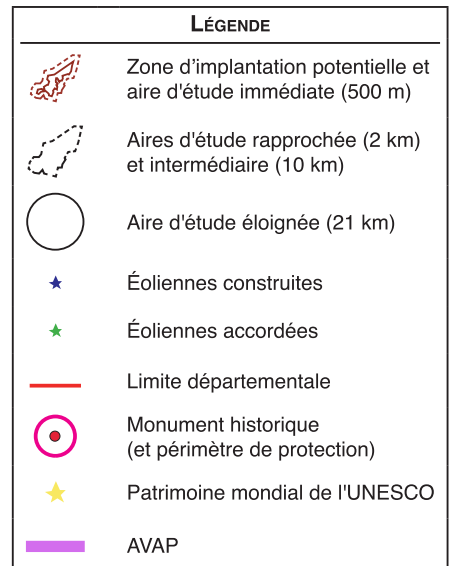 LÉGENDE
Zone d’implantation potentielle et
aire d'étude immédiate (500 m)
Aires d'étude rapprochée (2 km)
et intermédiaire (10 km)
Aire d'étude éloignée (21 km)
Éoliennes construites
Éoliennes accordées
Limite départementale
Monument historique
(et périmètre de protection)
Patrimoine mondial de l'UNESCO
AVAP